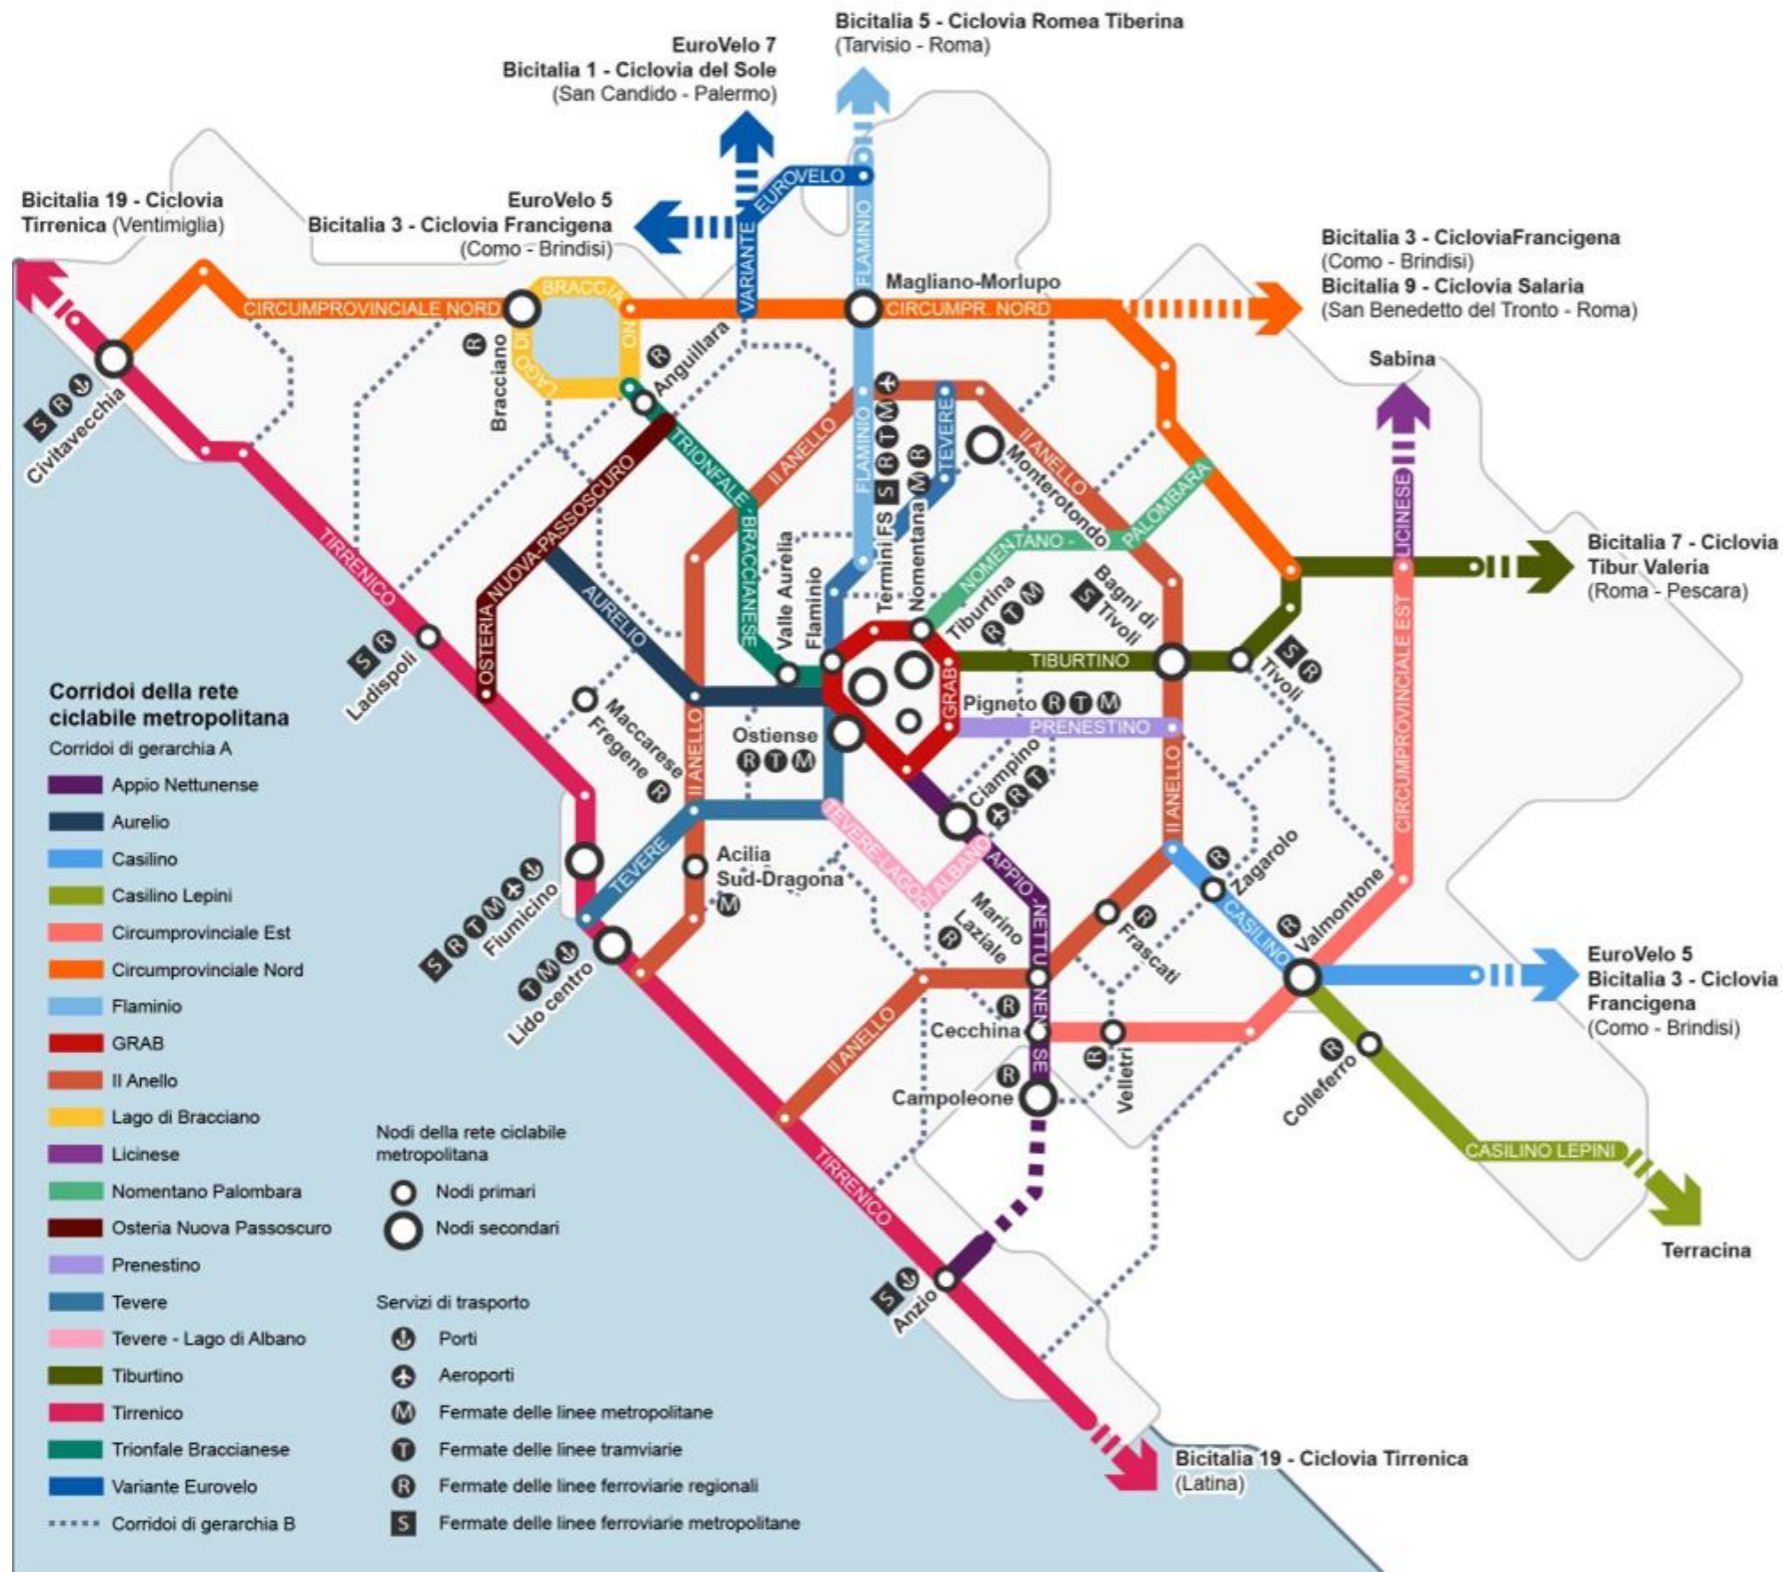 Bicitalia 5 - Ciclovia Romea Tiberina
(Tarvisio - Roma)
EuroVelo 7
Bicitalia 1 - Ciclovia del Sole
(San Candido - Palermo)
Bicitalia 19 - Ciclovia
Tirrenica (Ventimiglia)
EuroVelo 5
Bicitalia 3 - Ciclovia Francigena
(Como - Brindisi)
Bicitalia 3 - CicloviaFrancigena
(Como - Brindisi)
Bicitalia 9 - Ciclovia Salaria
(San Benedetto del Tronto - Roma)
Sabina
Bicitalia 7 - Ciclovia
Tibur Valeria
(Roma - Pescara)
EuroVelo 5
Bicitalia 3 - Ciclovia
Francigena
(Como - Brindisi)
Terracina
Bicitalia 19 - Ciclovia Tirrenica
(Latina)
VARIANTE EUROVELO
FLAMINIO
Magliano-Morlupo
CIRCUMPROVINCIALE NORD
CIRCUMPR. NORD
LAGO DI BRACCIANO
R
Bracciano
R
Anguillara
S R
Civitavecchia
TRIONFALE - BRACCIANESE
II ANELLO
FLAMINIO
TEVERE
II ANELLO
Monterotondo
Termini FS S R T M
Nomentana M R
NOMENTANO - PALOMBARA
LICINESE
TIRRENICO
OSTERIA NUOVA-PASSOSCURO
AURELIO
Valle Aurelia
Flaminio
Tiburtina
R T M
Bagni di
Tivoli
S
TIBURTINO
Tivoli
S R
GRAB
Pigneto R T M
PRENESTINO
CIRCUMPROVINCIALE EST
S R
Ladispoli
Maccarese
Fregene R
II ANELLO
Ostiense
R T M
Ciampino
R T
II ANELLO
TEVERE
TEVERE-LAGO DI ALBANO
APPIO - NETTUNENSE
Acilia
Sud-Dragona
M
S R T M
Fiumicino
T M
Lido centro
Marino
Laziale
R
R
Frascati
R
Zagarolo
CASILINO
R
Valmontone
II ANELLO
R
Cecchina
R
Velletri
R
Campoleone
R
Colleferro
CASILINO LEPINI
TIRRENICO
S
Anzio
Corridoi della rete
ciclabile metropolitana
Corridoi di gerarchia A
Appio Nettunense
Aurelio
Casilino
Casilino Lepini
Circumprovinciale Est
Circumprovinciale Nord
Flaminio
GRAB
II Anello
Lago di Bracciano
Licinese
Nomentano Palombara
Osteria Nuova Passoscuro
Prenestino
Tevere
Tevere - Lago di Albano
Tiburtino
Tirrenico
Trionfale Braccianese
Variante Eurovelo
Corridoi di gerarchia B
Nodi della rete ciclabile
metropolitana
Nodi primari
Nodi secondari
Servizi di trasporto
Porti
Aeroporti
M Fermate delle linee metropolitane
T Fermate delle linee tramviarie
R Fermate delle linee ferroviarie regionali
S Fermate delle linee ferroviarie metropolitane